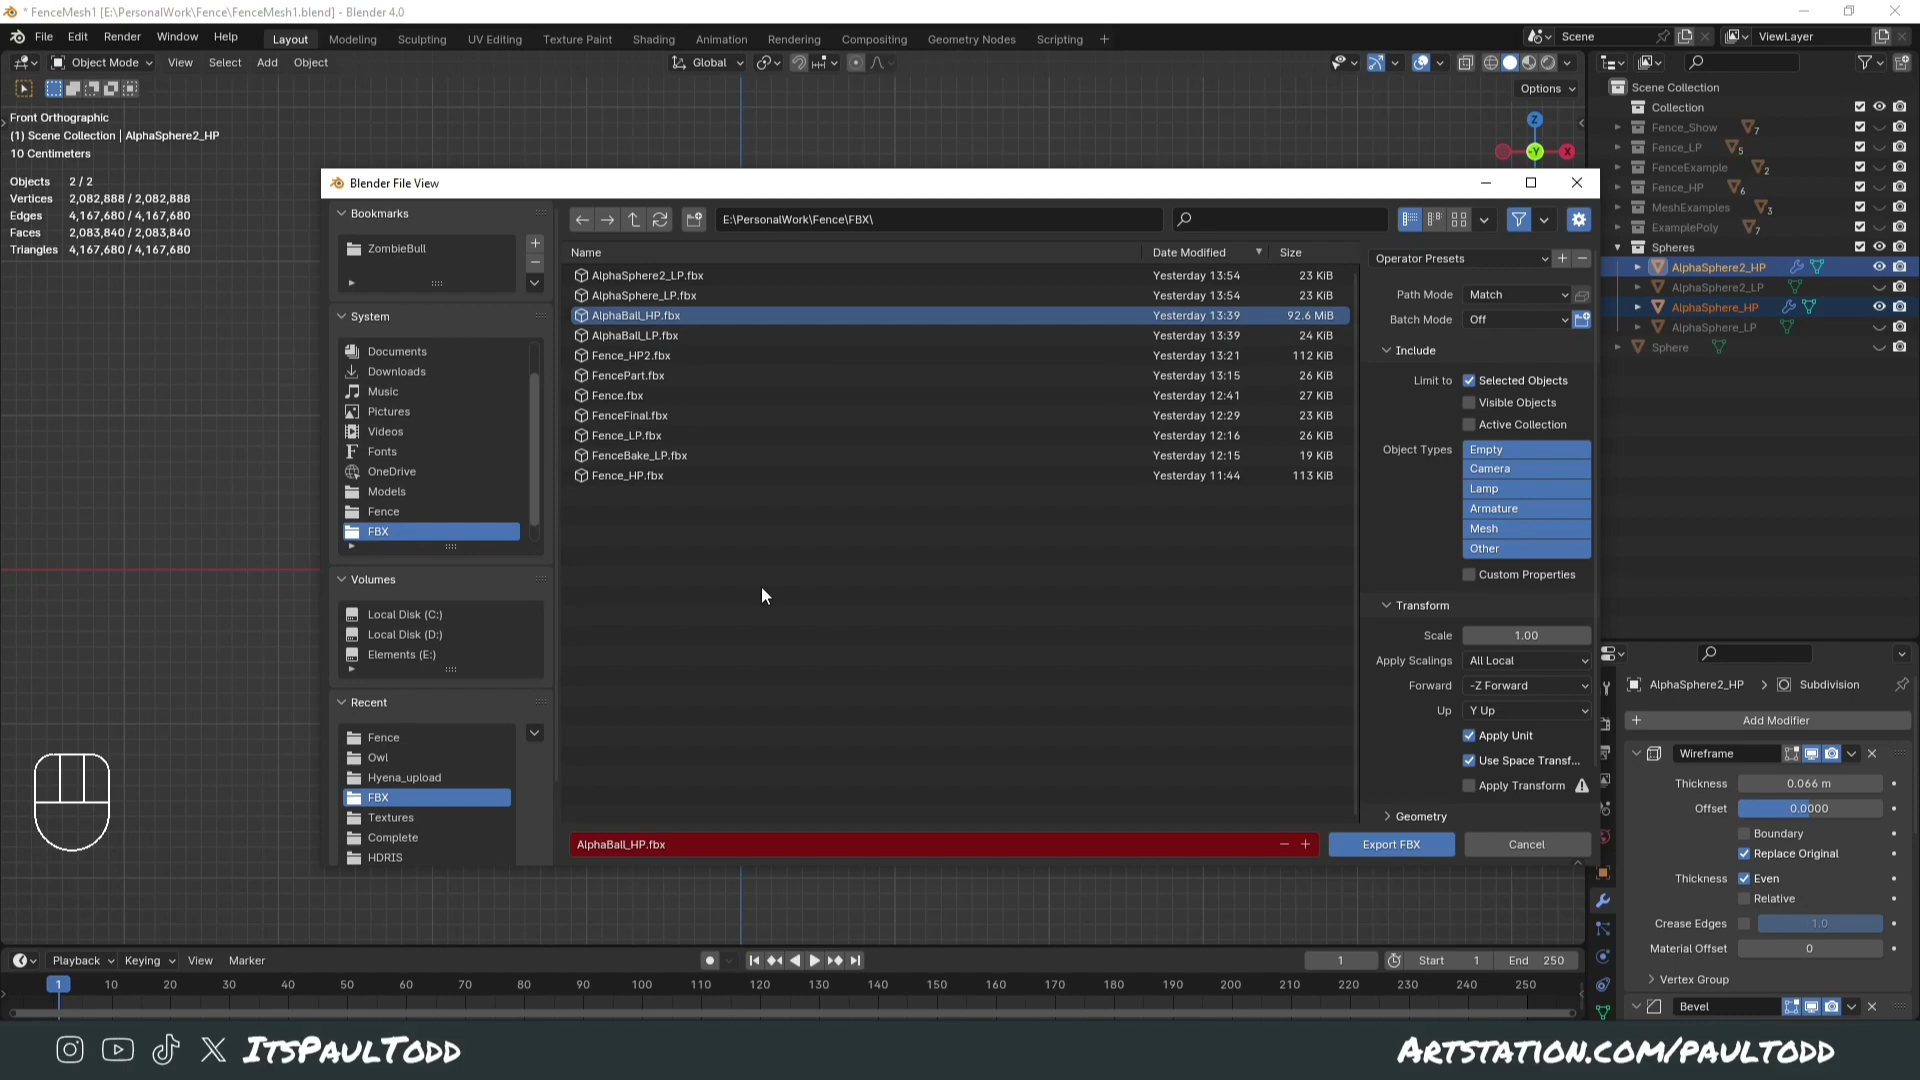 * FenceMesh1 [E:\PersonalWork\Fence\FenceMesh1.blend] - Blender 4.0
File Edit Render Window Help
Layout Modeling Sculpting UV Editing Texture Paint Shading Animation Rendering Compositing Geometry Nodes Scripting +
Scene
ViewLayer
Object Mode View Select Add Object
Global
Options
Front Orthographic
(1) Scene Collection | AlphaSphere2_HP
10 Centimeters
Objects 2 / 2
Vertices 2,082,888 / 2,082,888
Edges 4,167,680 / 4,167,680
Faces 2,083,840 / 2,083,840
Triangles 4,167,680 / 4,167,680
Z
-Y
X
Scene Collection
Collection
Fence_Show 7
Fence_LP 5
FenceExample 2
Fence_HP 6
MeshExamples 3
ExamplePoly 7
Spheres
AlphaSphere2_HP
AlphaSphere2_LP
AlphaSphere_HP
AlphaSphere_LP
Sphere
Blender File View
Bookmarks
ZombieBull
System
Documents
Downloads
Music
Pictures
Videos
Fonts
OneDrive
Models
Fence
FBX
Volumes
Local Disk (C:)
Local Disk (D:)
Elements (E:)
Recent
Fence
Owl
Hyena_upload
FBX
Textures
Complete
HDRIS
E:\PersonalWork\Fence\FBX\
Name Date Modified Size
AlphaSphere2_LP.fbx Yesterday 13:54 23 KiB
AlphaSphere_LP.fbx Yesterday 13:54 23 KiB
AlphaBall_HP.fbx Yesterday 13:39 92.6 MiB
AlphaBall_LP.fbx Yesterday 13:39 24 KiB
Fence_HP2.fbx Yesterday 13:21 112 KiB
FencePart.fbx Yesterday 13:15 26 KiB
Fence.fbx Yesterday 12:41 27 KiB
FenceFinal.fbx Yesterday 12:29 23 KiB
Fence_LP.fbx Yesterday 12:16 26 KiB
FenceBake_LP.fbx Yesterday 12:15 19 KiB
Fence_HP.fbx Yesterday 11:44 113 KiB
AlphaBall_HP.fbx
Export FBX
Cancel
Operator Presets
Path Mode Match
Batch Mode Off
Include
Limit to Selected Objects
Visible Objects
Active Collection
Object Types Empty
Camera
Lamp
Armature
Mesh
Other
Custom Properties
Transform
Scale 1.00
Apply Scalings All Local
Forward -Z Forward
Up Y Up
Apply Unit
Use Space Transf...
Apply Transform
Geometry
AlphaSphere2_HP > Subdivision
+ Add Modifier
Wireframe
Thickness 0.066 m
Offset 0.0000
Boundary
Replace Original
Thickness Even
Relative
Crease Edges 1.0
Material Offset 0
Vertex Group
Bevel
Playback Keying View Marker
1 Start 1 End 250
1 10 20 30 40 50 60 70 80 90 100 110 120 130 140 150 160 170 180 190 200 210 220 230 240 250
ItsPaulTodd
Artstation.com/paultodd